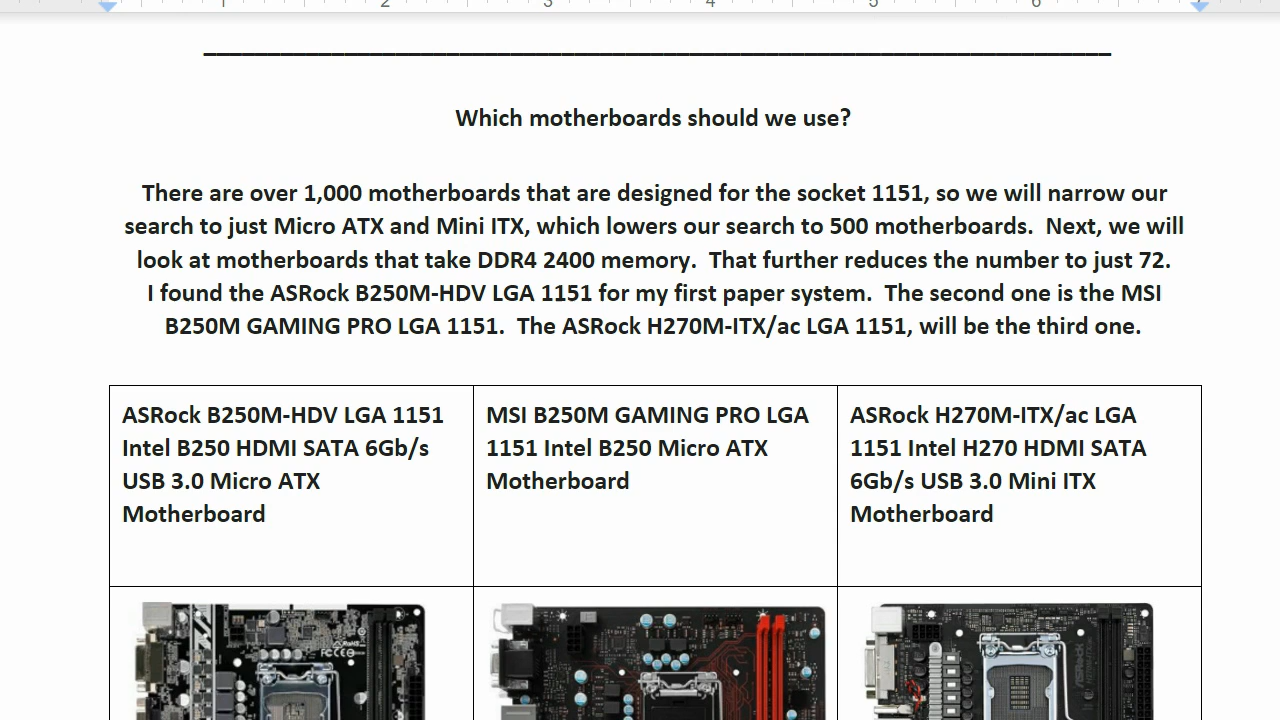 1 2 3 4 5 6
Which motherboards should we use?
There are over 1,000 motherboards that are designed for the socket 1151, so we will narrow our
search to just Micro ATX and Mini ITX, which lowers our search to 500 motherboards.  Next, we will
look at motherboards that take DDR4 2400 memory.  That further reduces the number to just 72.
I found the ASRock B250M-HDV LGA 1151 for my first paper system.  The second one is the MSI
B250M GAMING PRO LGA 1151.  The ASRock H270M-ITX/ac LGA 1151, will be the third one.
ASRock B250M-HDV LGA 1151
Intel B250 HDMI SATA 6Gb/s
USB 3.0 Micro ATX
Motherboard
MSI B250M GAMING PRO LGA
1151 Intel B250 Micro ATX
Motherboard
ASRock H270M-ITX/ac LGA
1151 Intel H270 HDMI SATA
6Gb/s USB 3.0 Mini ITX
Motherboard